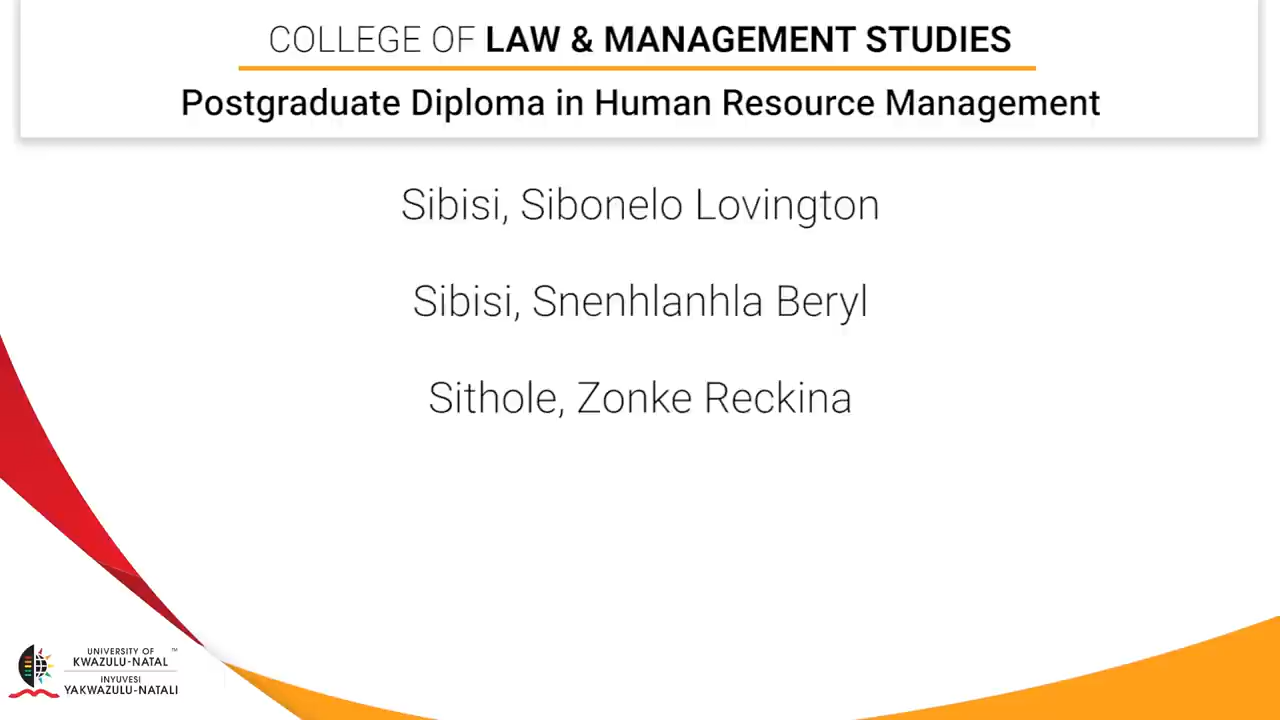 COLLEGE OF LAW & MANAGEMENT STUDIES
Postgraduate Diploma in Human Resource Management
Sibisi, Sibonelo Lovington
Sibisi, Snenhlanhla Beryl
Sithole, Zonke Reckina
UNIVERSITY OF ™
KWAZULU-NATAL
INYUVESI
YAKWAZULU-NATALI